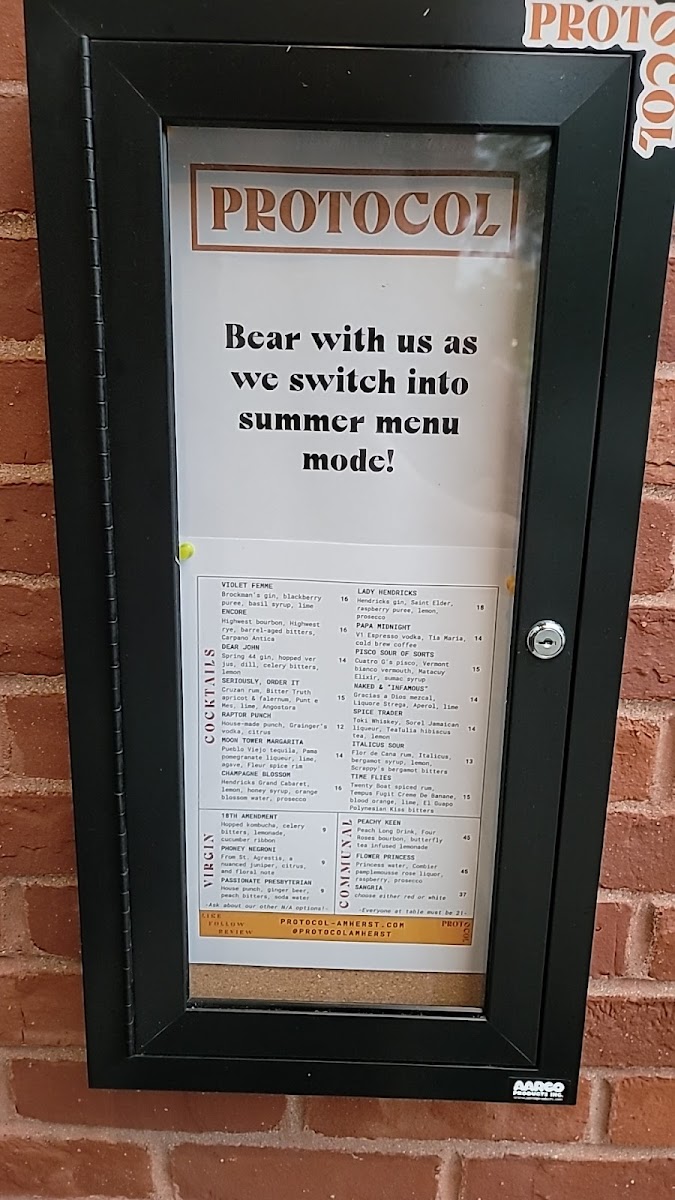 PROTOCOL
PROTOCOL
Bear with us as
we switch into
summer menu
mode!
COCKTAILS
VIOLET FEMME
Brockman's gin, blackberry 16
puree, basil syrup, lime
ENCORE
Highest bourbon, Highest
rye, barrel-aged bitters, 16
Carpano Antica
DEAR JOHN
Spring 44 gin, hopped ver 14
jus, dill, celery bitters,
lemon
SERIOUSLY, ORDER IT
Cruzan rum, Bitter Truth
apricot & falernum, Punt e 15
Mes, lime, Angostora
RAPTOR PUNCH
House-made punch, Grainger's 12
vodka, citrus
MOON TOWER MARGARITA
Pueblo Viejo tequila, Pama
pomegranate liqueur, lime, 14
agave, Fleur spice rim
CHAMPAGNE BLOSSOM
Hendricks Grand Cabaret,
lemon, honey syrup, orange 16
blossom water, prosecco
LADY HENDRICKS
Hendricks gin, Saint Elder,
raspberry puree, lemon, 16
prosecco
PAPA MIDNIGHT
V1 Espresso vodka, Tia Maria, 14
cold brew coffee
PISCO SOUR OF SORTS
Cuatro G's pisco, Vermont
bianco vermouth, Matacuy 15
Elixir, sumac syrup
NAKED & "INFAMOUS"
Gracias a Dios mezcal, 14
Liquore Strega, Aperol, lime
SPICE TRADER
Toki Whiskey, Sorel Jamaican
liqueur, Teafulia hibiscus 14
tea, lemon
ITALICUS SOUR
Flor de Cana rum, Italicus,
bergamot syrup, lemon, 13
Scrappy's bergamot bitters
TIME FLIES
Twenty Boat spiced rum,
Tempus Fugit Creme De Banane, 15
blood orange, lime, El Guapo
Polynesian Kiss bitters
VIRGIN
18TH AMENDMENT
Hopped kombucha, celery
bitters, lemonade, 9
cucumber ribbon
PHONEY NEGRONI
From St. Agrestis, a
nuanced juniper, citrus, 9
and floral note
PASSIONATE PRESBYTERIAN
House punch, ginger beer, 9
peach bitters, soda water
-Ask about our other N/A options!-
COMMUNAL
PEACHY KEEN
Peach Long Drink, Four
Roses bourbon, butterfly 45
tea infused lemonade
FLOWER PRINCESS
Princess water, Combier
pamplemousse rose liquor, 45
raspberry, prosecco
SANGRIA
choose either red or white 37
-Everyone at table must be 21-
LIKE
FOLLOW
REVIEW
PROTOCOL-AMHERST.COM
@PROTOCOLAMHERST
PROTOCOL
AARCO
PRODUCTS INC.